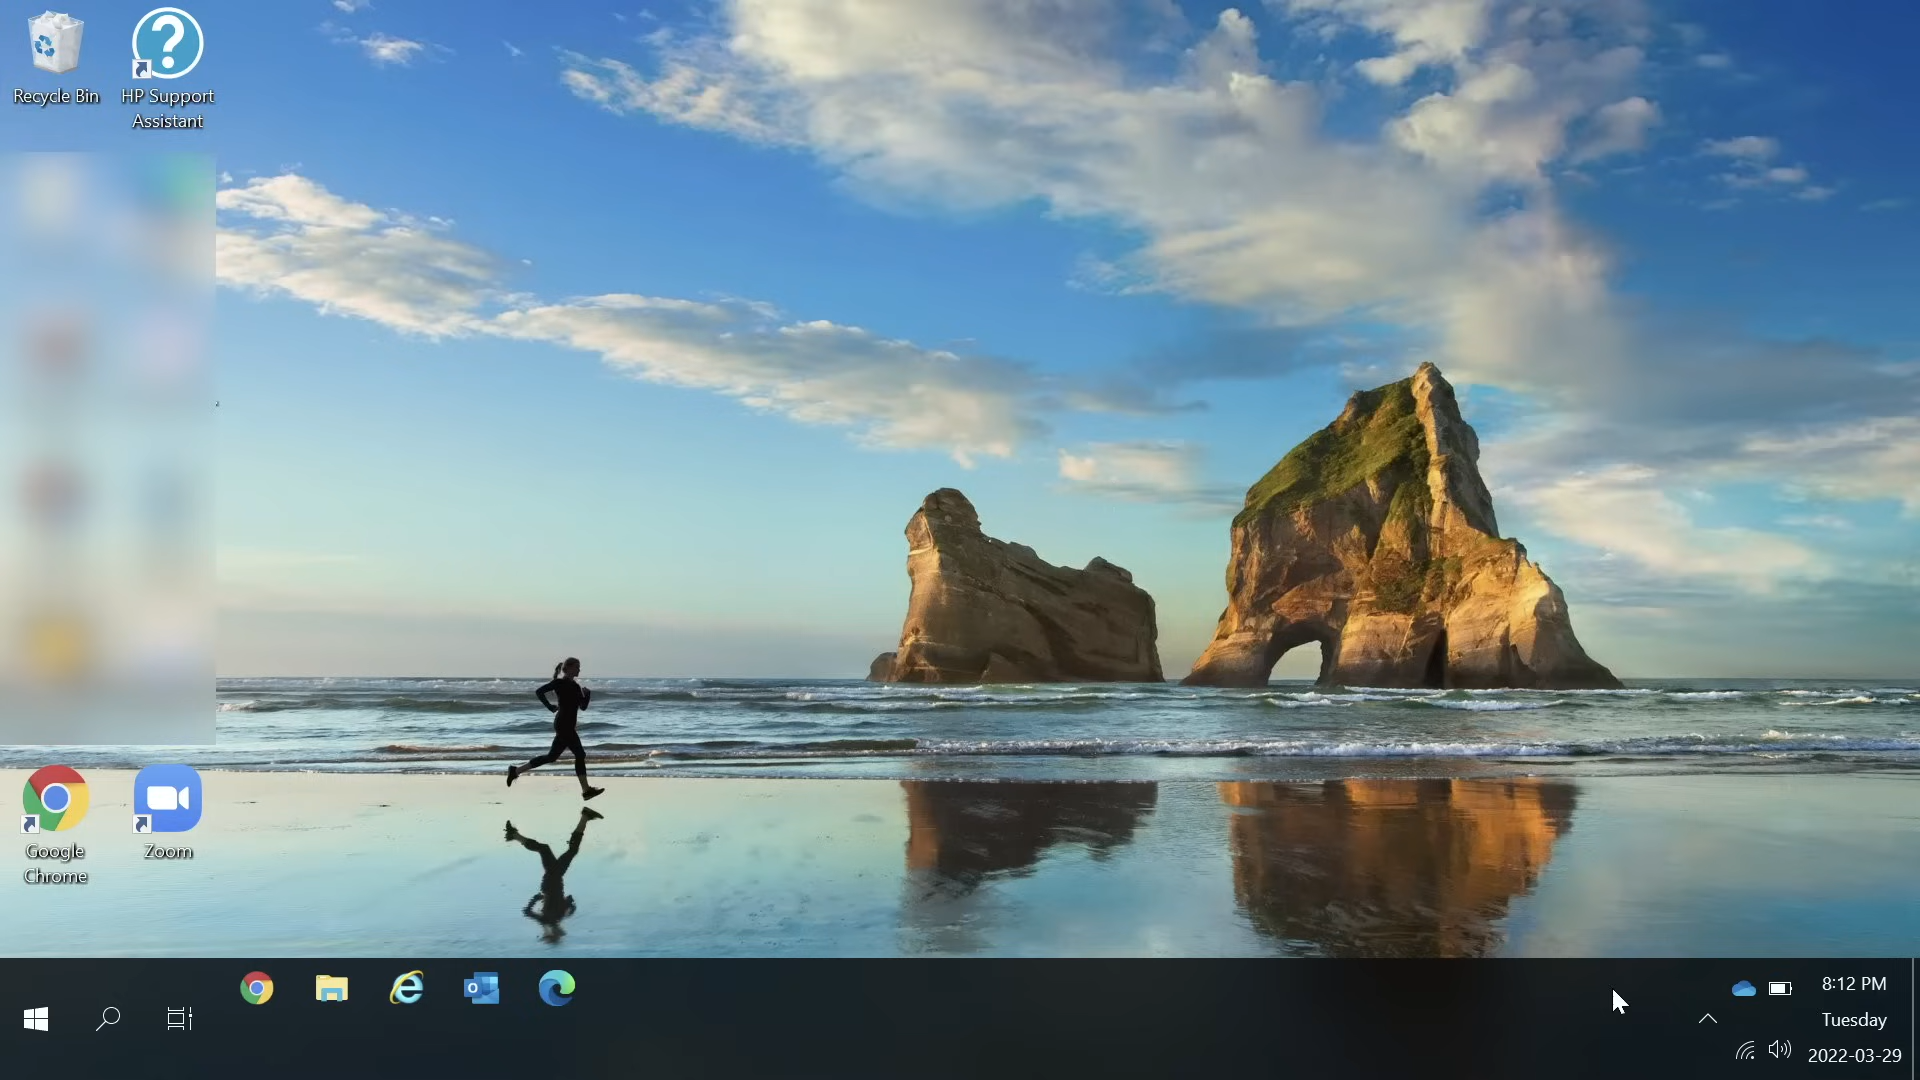 Recycle Bin
HP Support
Assistant
Google
Chrome
Zoom
8:12 PM
Tuesday
2022-03-29